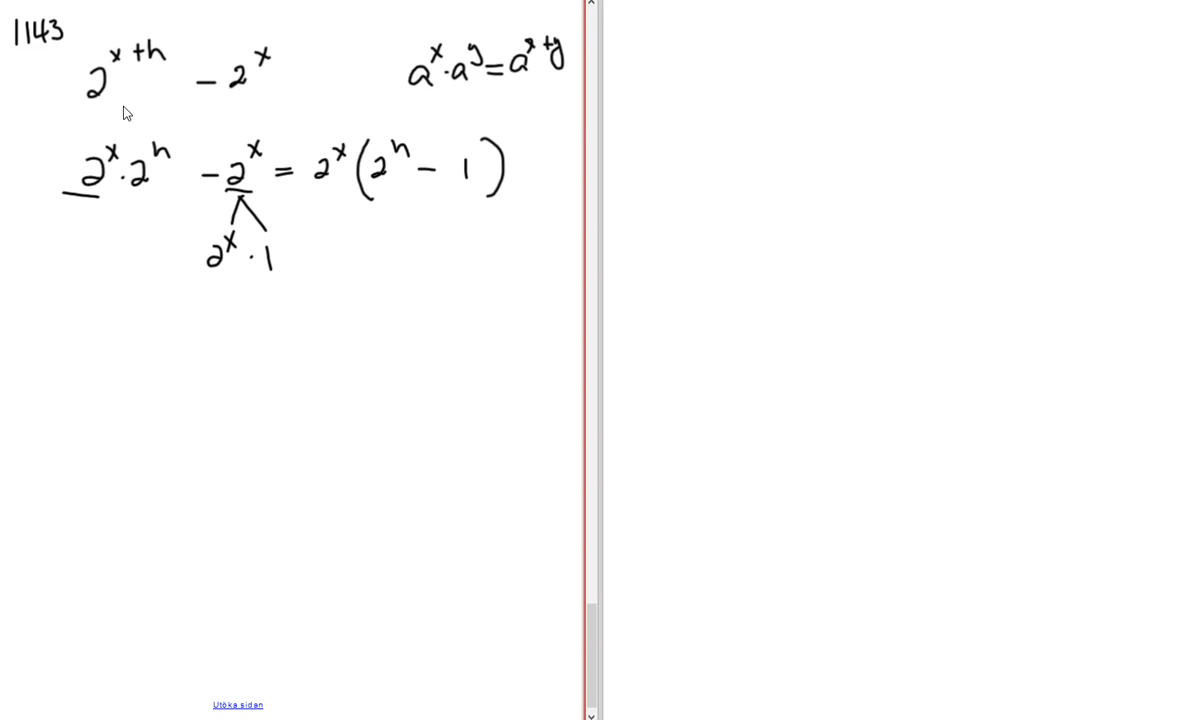 1143
2^{x+h} - 2^x
a^x · a^y = a^{x+y}
2^x · 2^h - 2^x = 2^x (2^h - 1)
2^x · 1
Utöka sidan